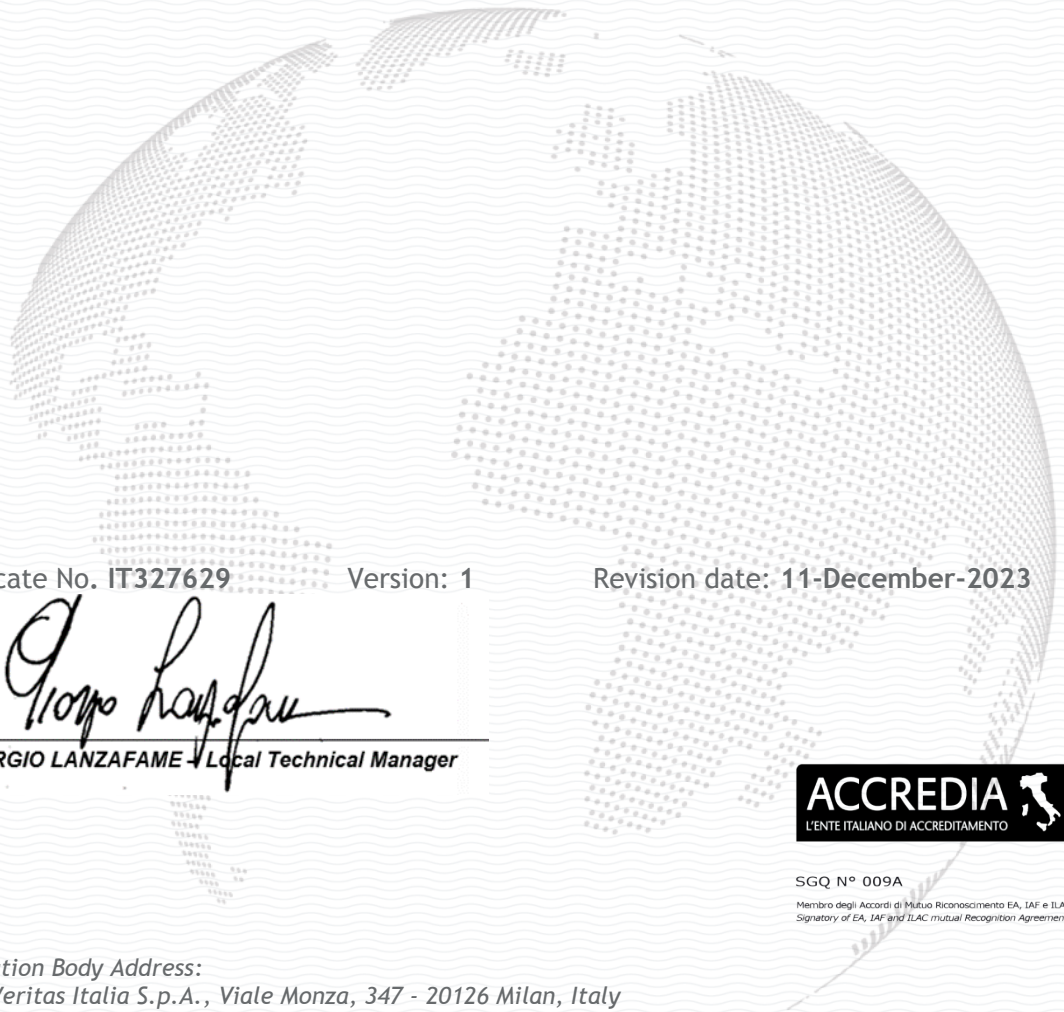 cate No. IT327629 Version: 1 Revision date: 11-December-2023
RGIO LANZAFAME - Local Technical Manager
ACCREDIA
L'ENTE ITALIANO DI ACCREDITAMENTO
SGQ N° 009A
Membro degli Accordi di Mutuo Riconoscimento EA, IAF e ILA
Signatory of EA, IAF and ILAC mutual Recognition Agreemen
tion Body Address:
Veritas Italia S.p.A., Viale Monza, 347 - 20126 Milan, Italy